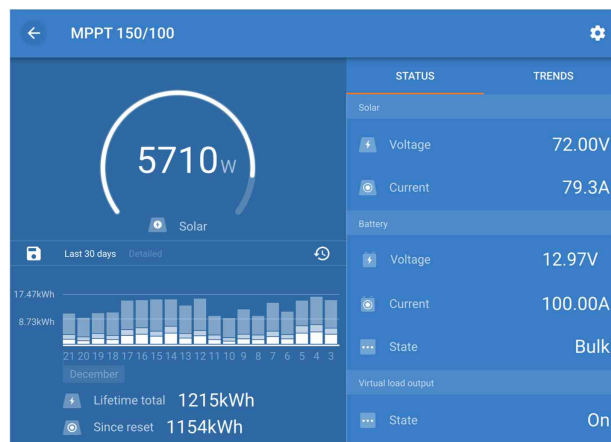 MPPT 150/100
5710W
Solar
Last 30 days Detailed
17.47kWh
8.73kWh
21 20 19 18 17 16 15 14 13 12 11 10 9 8 7 6 5 4 3
December
Lifetime total 1215kWh
Since reset 1154kWh
STATUS TRENDS
Solar
Voltage 72.00V
Current 79.3A
Battery
Voltage 12.97V
Current 100.00A
State Bulk
Virtual load output
State On